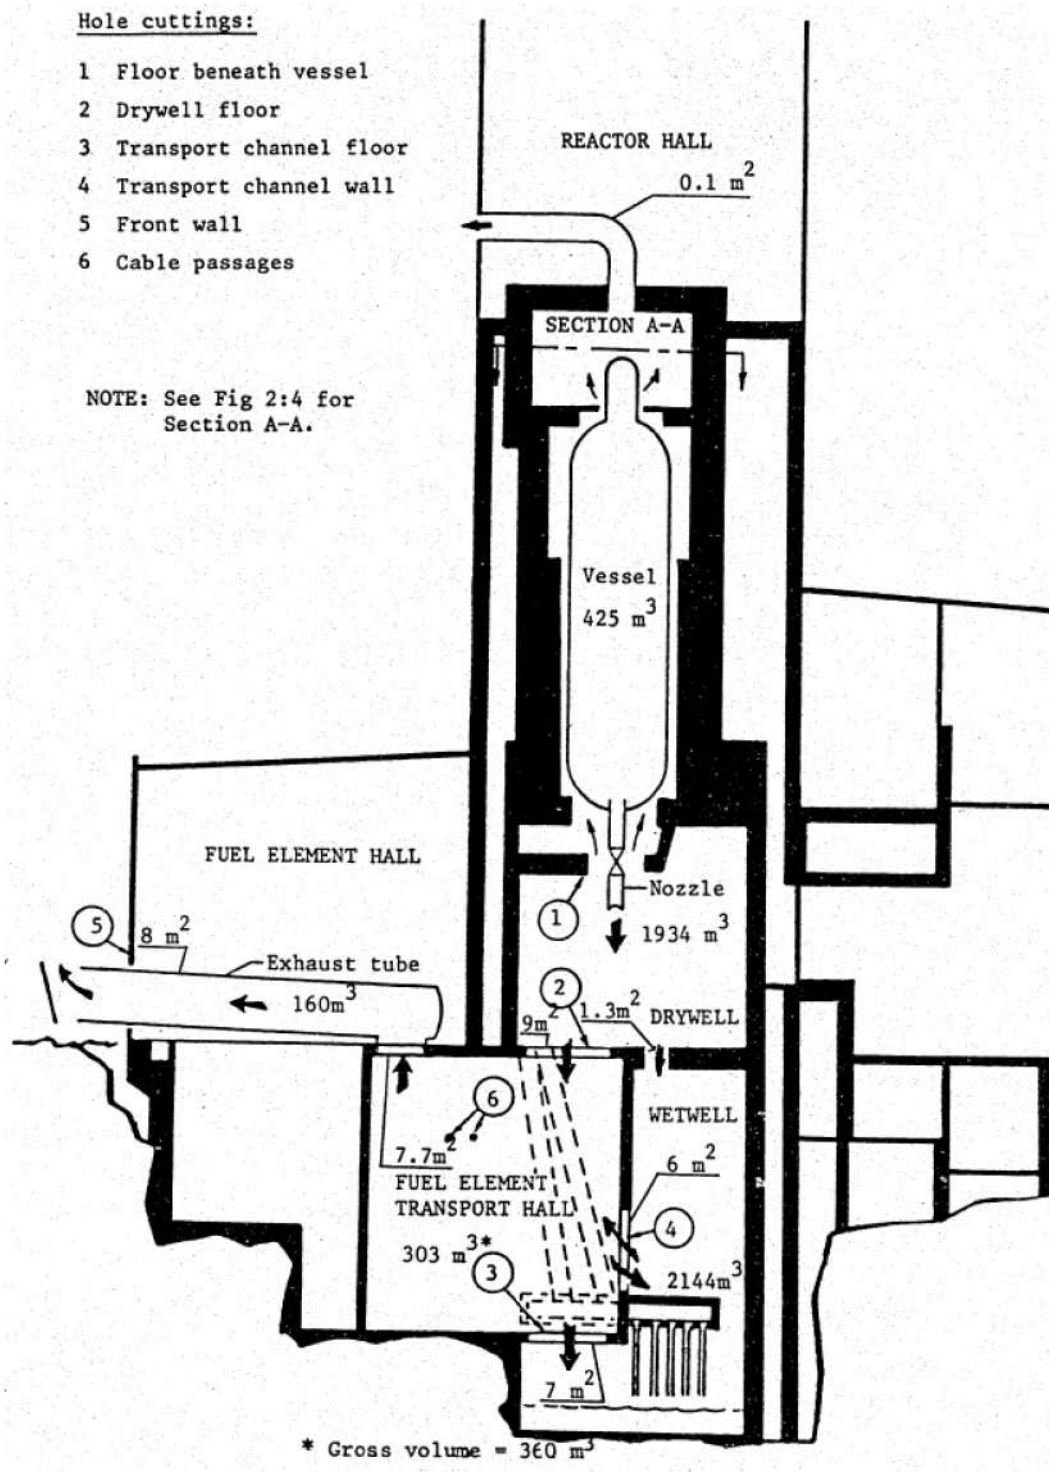 Hole cuttings:
1 Floor beneath vessel
2 Drywell floor
3 Transport channel floor
4 Transport channel wall
5 Front wall
6 Cable passages
NOTE: See Fig 2:4 for
Section A-A.
REACTOR HALL
0.1 m²
SECTION A-A
Vessel
425 m³
FUEL ELEMENT HALL
Nozzle
1
1934 m³
5
8 m²
Exhaust tube
160m³
2
9m²
1.3m²
DRYWELL
6
WETWELL
7.7m²
6 m²
FUEL ELEMENT
TRANSPORT HALL
4
303 m³*
3
2144m³
7 m²
* Gross volume = 360 m³